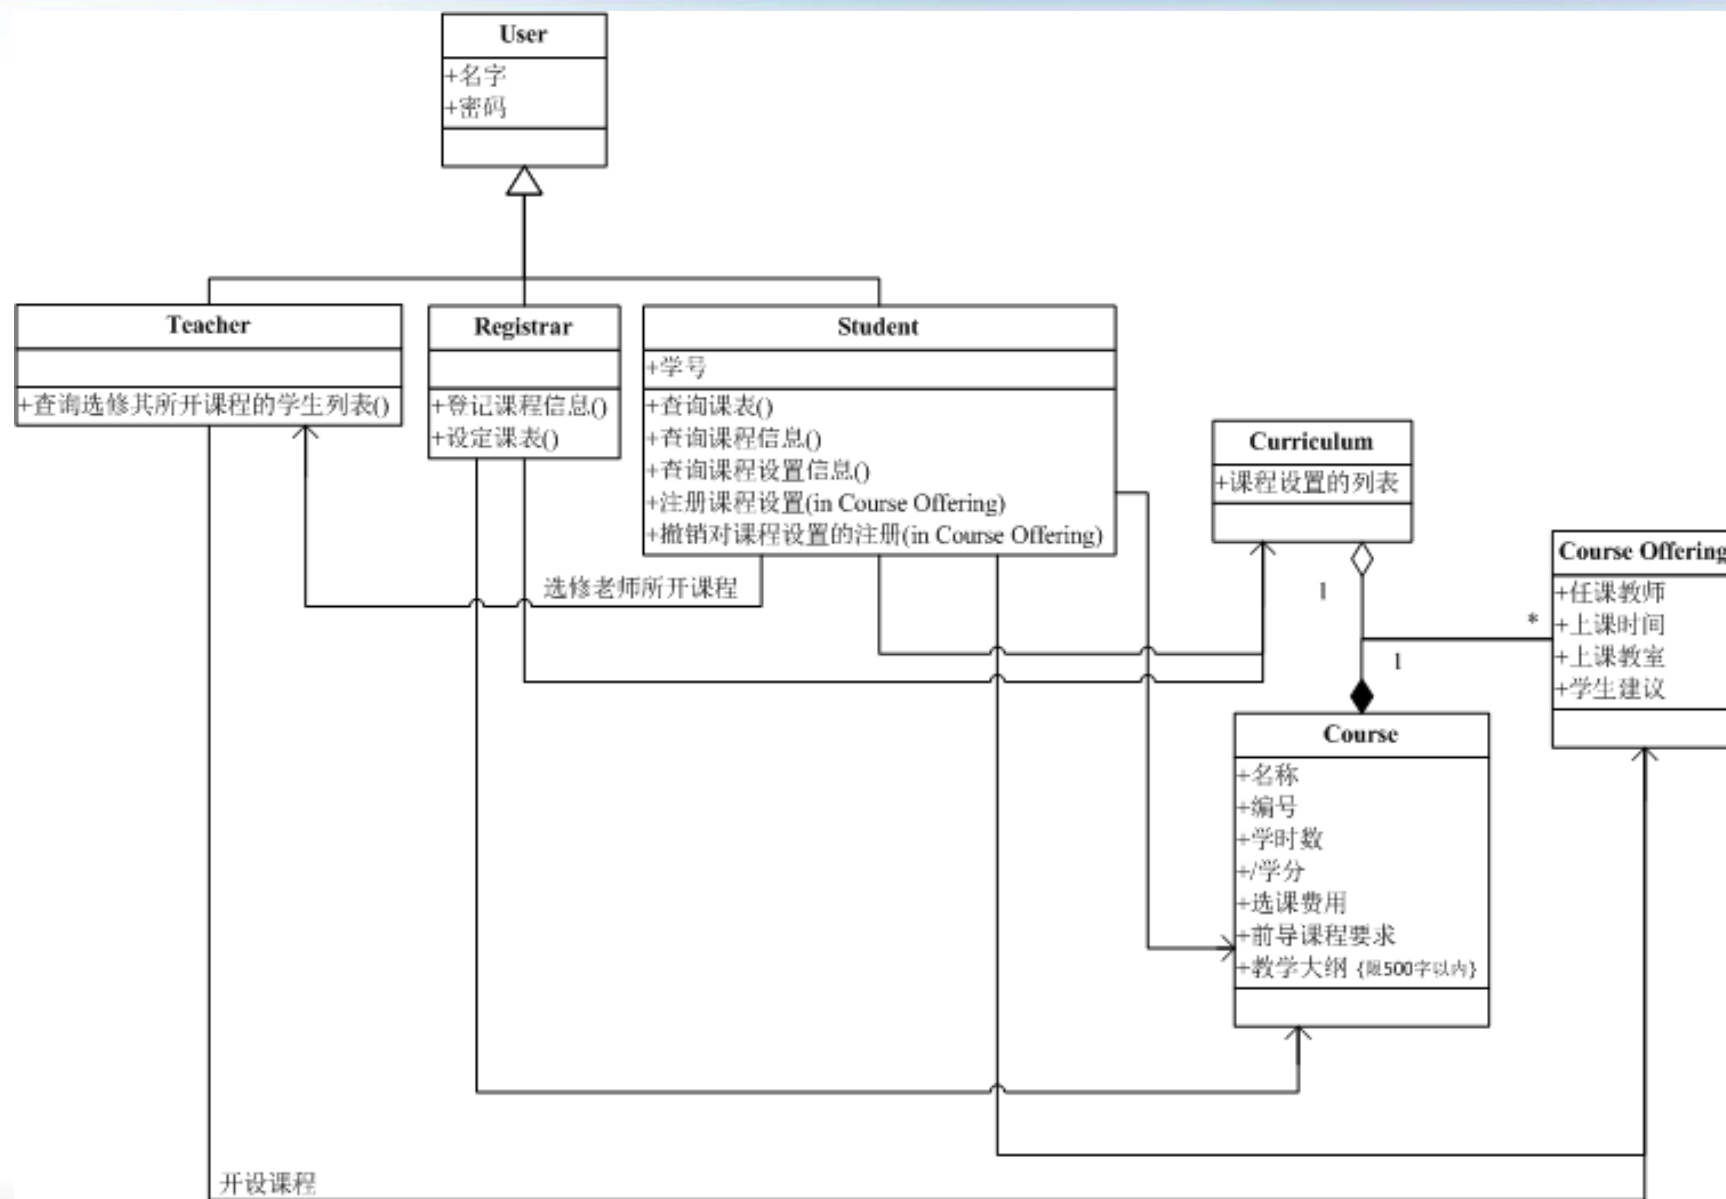 User
+名字
+密码
Teacher
+查询选修其所开课程的学生列表()
Registrar
+登记课程信息()
+设定课表()
Student
+学号
+查询课表()
+查询课程信息()
+查询课程设置信息()
+注册课程设置(in Course Offering)
+撤销对课程设置的注册(in Course Offering)
选修老师所开课程
Curriculum
+课程设置的列表
1
*
1
Course Offering
+任课教师
+上课时间
+上课教室
+学生建议
Course
+名称
+编号
+学时数
+/学分
+选课费用
+前导课程要求
+教学大纲 {限500字以内}
开设课程